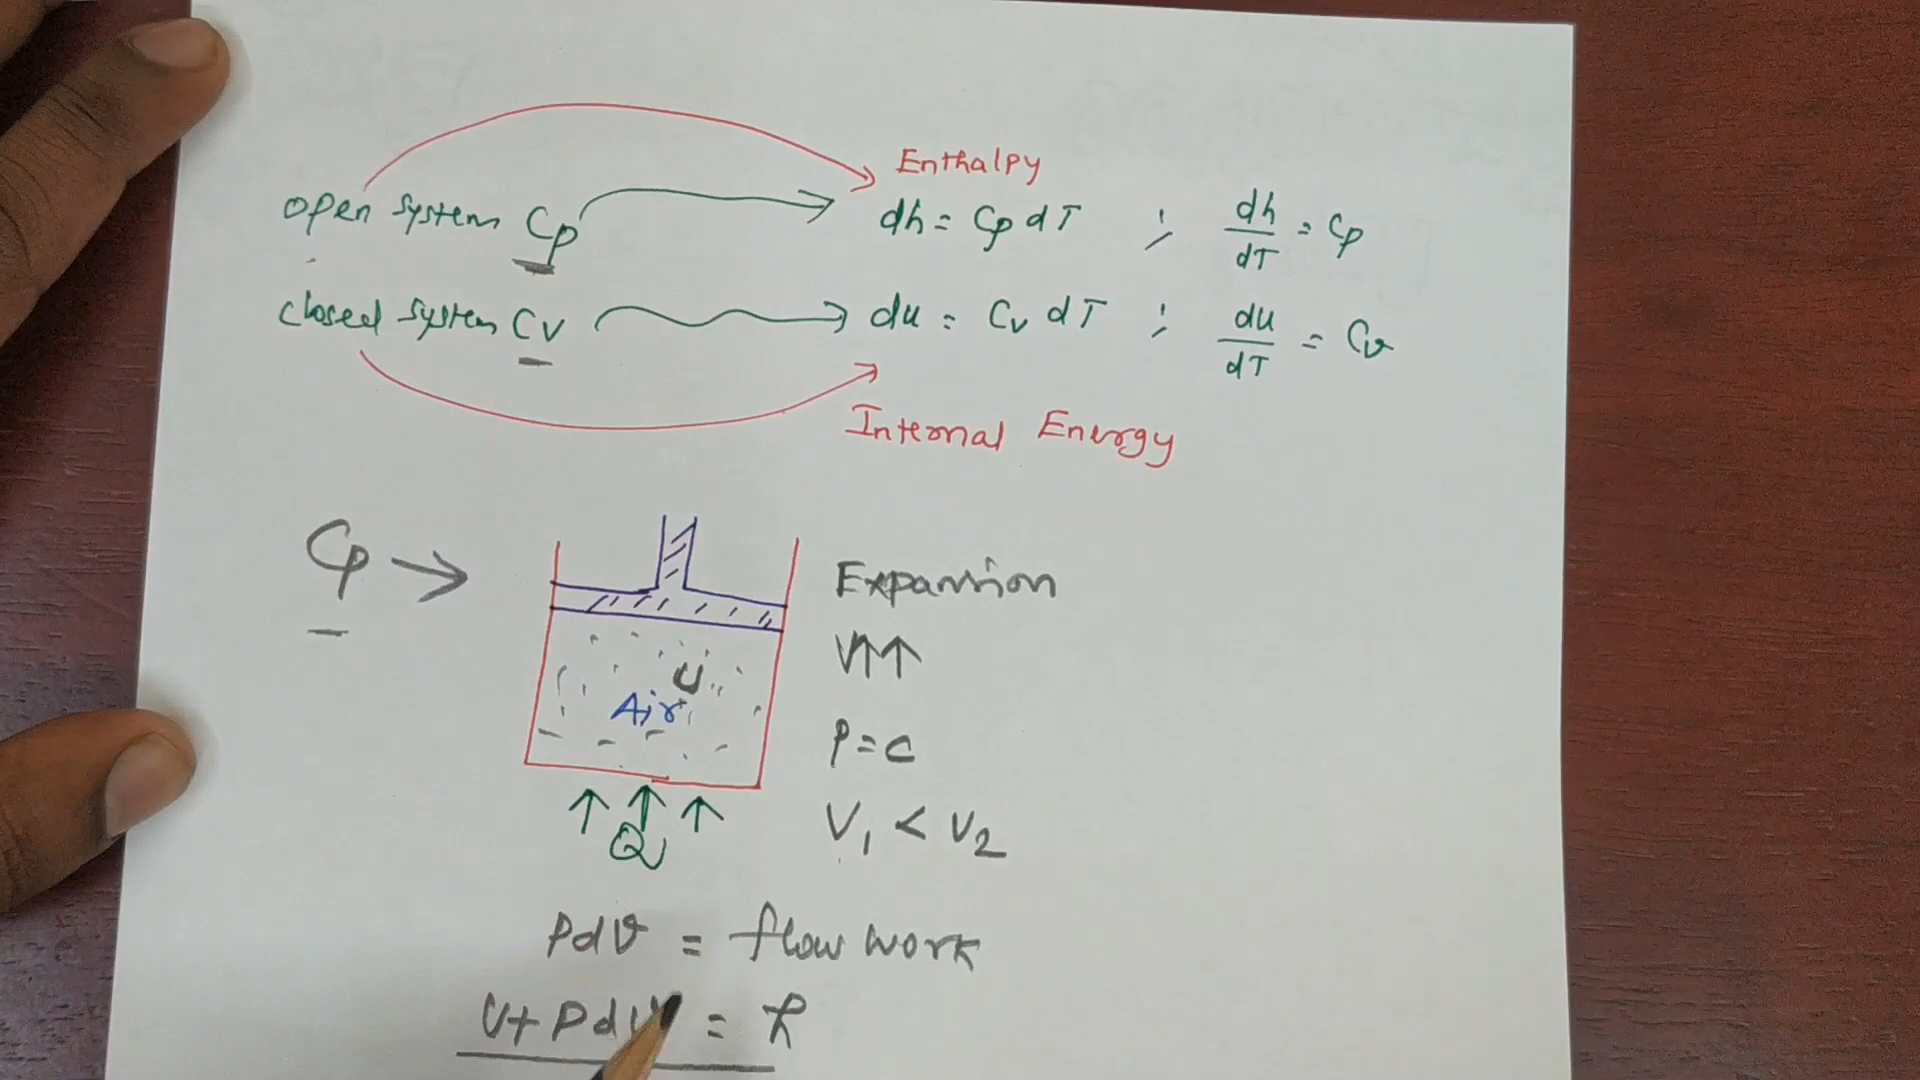 Enthalpy
open system Cp dh = Cp dT ; dh/dT = Cp
closed system Cv du = Cv dT ; du/dT = Cv
Internal Energy
Cp → Expansion
V↑↑
U
Air
P=C
V1 < V2
Q
Pdv = flow work
U+Pdv = h